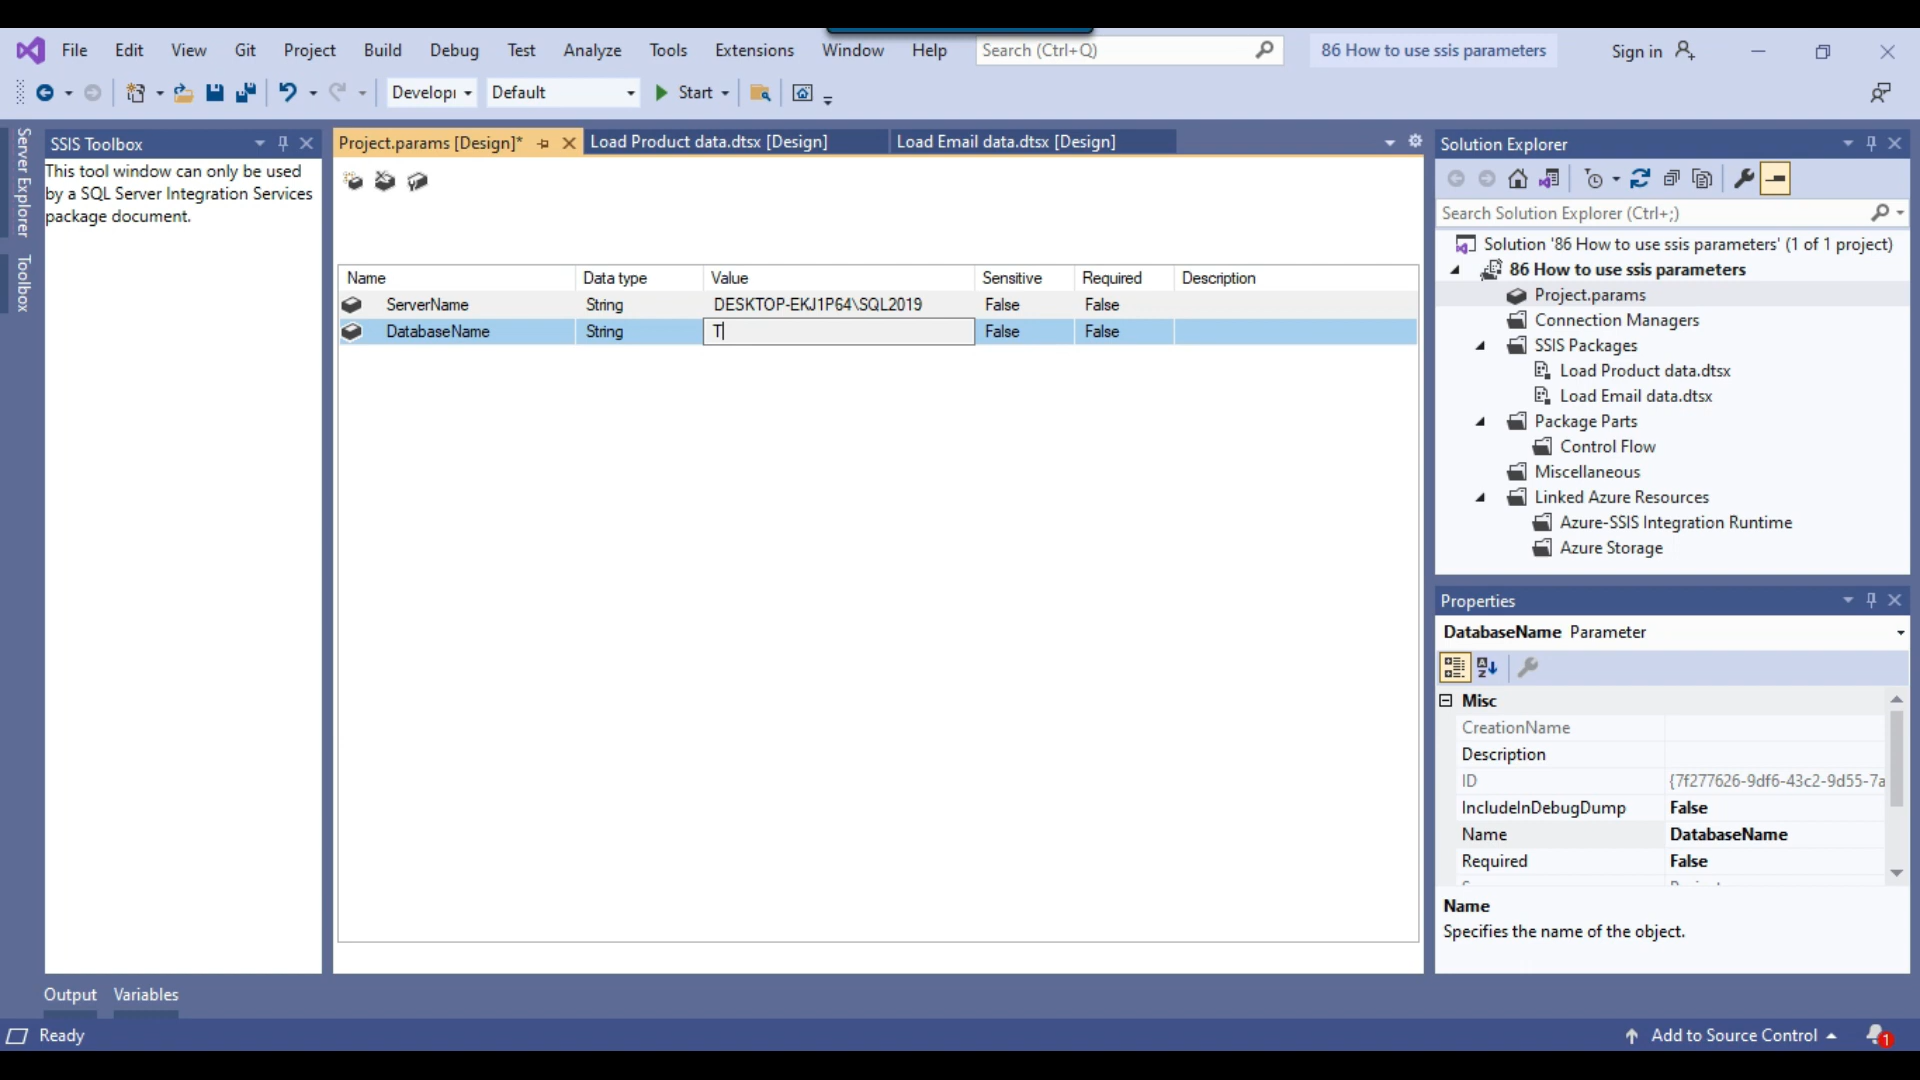 File Edit View Git Project Build Debug Test Analyze Tools Extensions Window Help Search (Ctrl+Q) 86 How to use ssis parameters Sign in
Developi Default Start
Server Explorer
Toolbox
SSIS Toolbox
This tool window can only be used
by a SQL Server Integration Services
package document.
Project.params [Design]* Load Product data.dtsx [Design] Load Email data.dtsx [Design]
Name Data type Value Sensitive Required Description
ServerName String DESKTOP-EKJ1P64\SQL2019 False False
DatabaseName String T False False
Solution Explorer
Search Solution Explorer (Ctrl+;)
Solution '86 How to use ssis parameters' (1 of 1 project)
86 How to use ssis parameters
Project.params
Connection Managers
SSIS Packages
Load Product data.dtsx
Load Email data.dtsx
Package Parts
Control Flow
Miscellaneous
Linked Azure Resources
Azure-SSIS Integration Runtime
Azure Storage
Properties
DatabaseName Parameter
Misc
CreationName
Description
ID {7f277626-9df6-43c2-9d55-7a
IncludeInDebugDump False
Name DatabaseName
Required False
Name
Specifies the name of the object.
Output Variables
Ready Add to Source Control 1